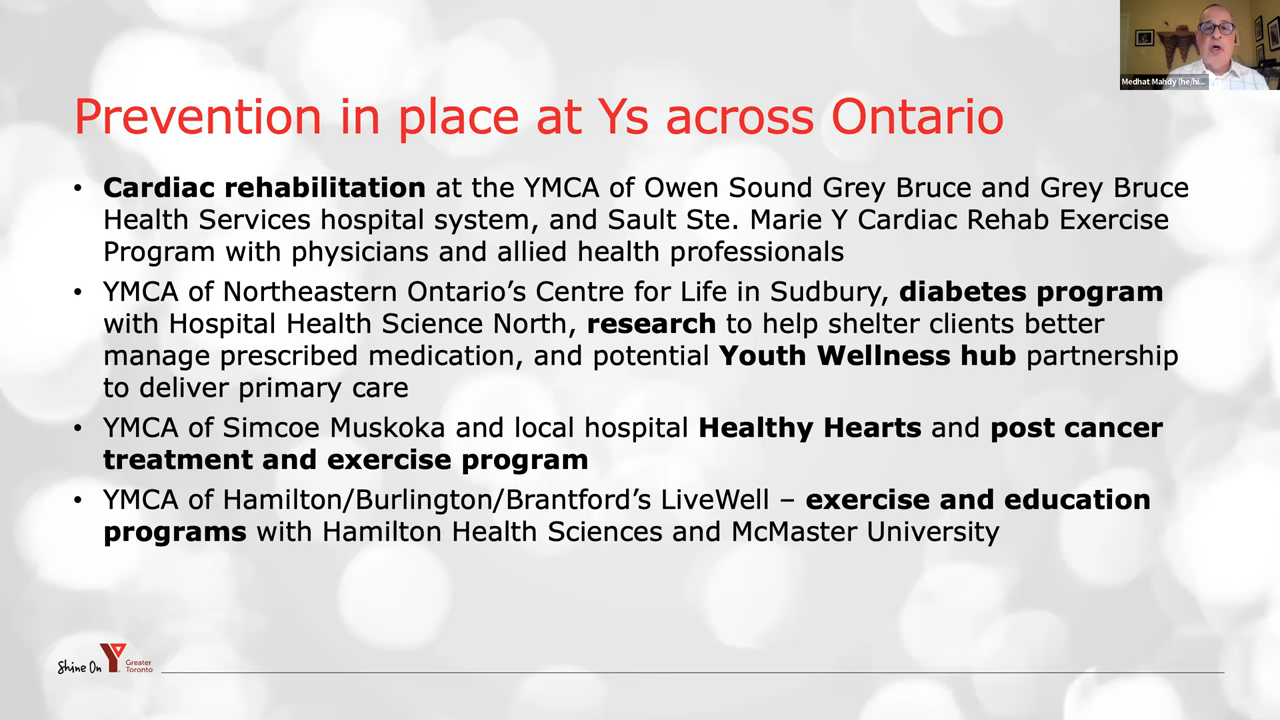 Medhat Mahdy (he/hi...
Prevention in place at Ys across Ontario
• Cardiac rehabilitation at the YMCA of Owen Sound Grey Bruce and Grey Bruce
Health Services hospital system, and Sault Ste. Marie Y Cardiac Rehab Exercise
Program with physicians and allied health professionals
• YMCA of Northeastern Ontario’s Centre for Life in Sudbury, diabetes program
with Hospital Health Science North, research to help shelter clients better
manage prescribed medication, and potential Youth Wellness hub partnership
to deliver primary care
• YMCA of Simcoe Muskoka and local hospital Healthy Hearts and post cancer
treatment and exercise program
• YMCA of Hamilton/Burlington/Brantford’s LiveWell – exercise and education
programs with Hamilton Health Sciences and McMaster University
Shine On
Y
Greater
Toronto